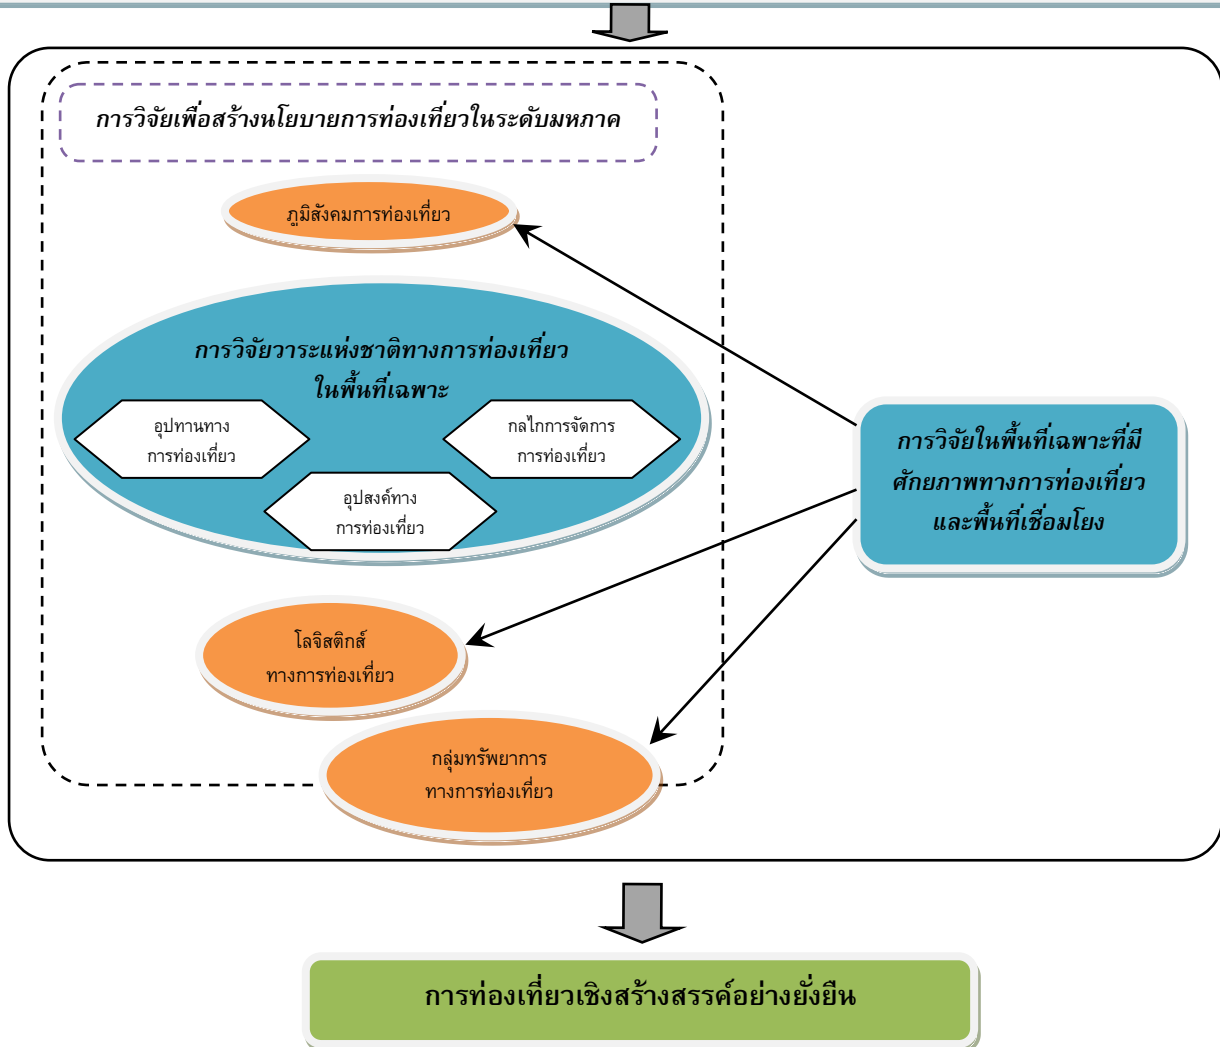 การวิจัยเพื่อสร้างนโยบายการท่องเที่ยวในระดับมหภาค
ภูมิสังคมการท่องเที่ยว
การวิจัยวาระแห่งชาติทางการท่องเที่ยว
ในพื้นที่เฉพาะ
อุปทานทาง
การท่องเที่ยว
กลไกการจัดการ
การท่องเที่ยว
อุปสงค์ทาง
การท่องเที่ยว
การวิจัยในพื้นที่เฉพาะที่มี
ศักยภาพทางการท่องเที่ยว
และพื้นที่เชื่อมโยง
โลจิสติกส์
ทางการท่องเที่ยว
กลุ่มทรัพยาการ
ทางการท่องเที่ยว
การท่องเที่ยวเชิงสร้างสรรค์อย่างยั่งยืน